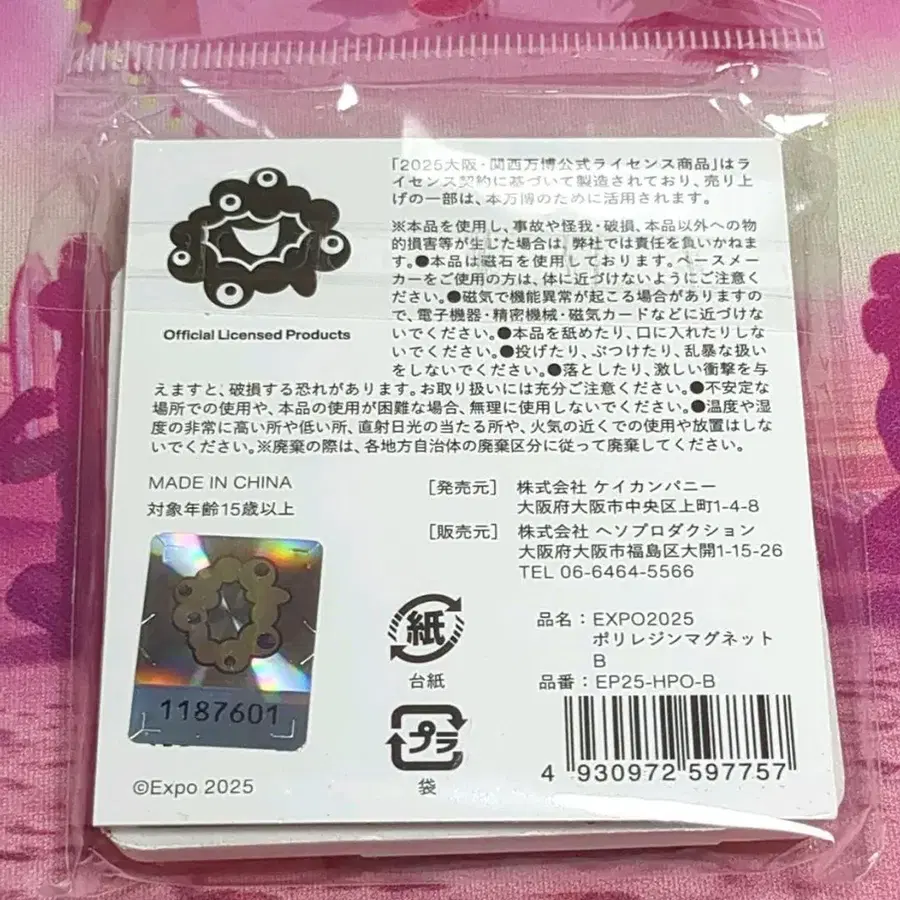 「2025大阪・関西万博公式ライセンス商品」はラ
イセンス契約に基づいて製造されており、売り上
げの一部は、本万博のために活用されます。
※本品を使用し、事故や怪我・破損、本品以外への物
的損害等が生じた場合は、弊社では責任を負いかねま
す。●本品は磁石を使用しております。ペースメー
カーをご使用の方は、体に近づけないようにご注意く
ださい。●磁気で機能異常が起こる場合がありますの
で、電子機器・精密機械・磁気カードなどに近づけな
いでください。●本品を舐めたり、口に入れたりしな
いでください。●投げたり、ぶつけたり、乱暴な扱い
をしないでください。●落としたり、激しい衝撃を与
えますと、破損する恐れがあります。お取り扱いには充分ご注意ください。●不安定な
場所での使用や、本品の使用が困難な場合、無理に使用しないでください。●温度や湿
度の非常に高い所や低い所、直射日光の当たる所や、火気の近くでの使用や放置はしな
いでください。※廃棄の際は、各地方自治体の廃棄区分に従って廃棄してください。
Official Licensed Products
MADE IN CHINA
対象年齢15歳以上
[発売元] 株式会社 ケイカンパニー
大阪府大阪市中央区上町1-4-8
[販売元] 株式会社 ヘソプロダクション
大阪府大阪市福島区大開1-15-26
TEL 06-6464-5566
1187601
紙
台紙
プラ
袋
品名：EXPO2025
ポリレジンマグネット
B
品番：EP25-HPO-B
4 930972 597757
©Expo 2025